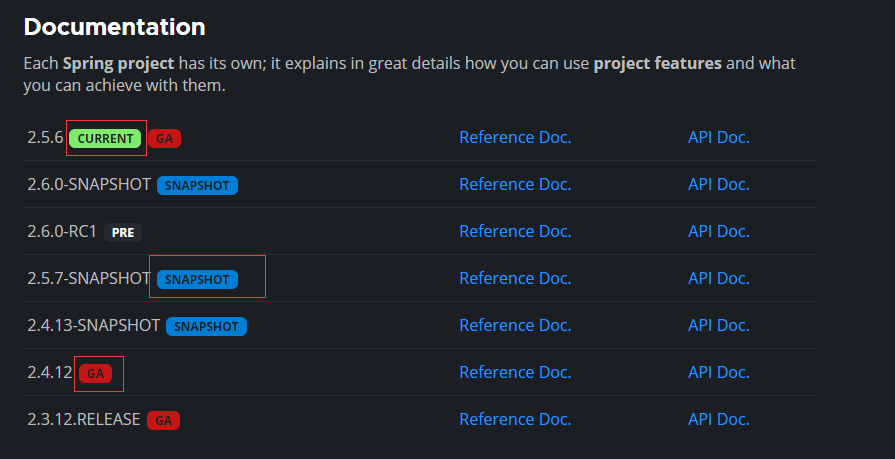 Documentation
Each Spring project has its own; it explains in great details how you can use project features and what
you can achieve with them.
2.5.6 CURRENT GA Reference Doc. API Doc.
2.6.0-SNAPSHOT SNAPSHOT Reference Doc. API Doc.
2.6.0-RC1 PRE Reference Doc. API Doc.
2.5.7-SNAPSHOT SNAPSHOT Reference Doc. API Doc.
2.4.13-SNAPSHOT SNAPSHOT Reference Doc. API Doc.
2.4.12 GA Reference Doc. API Doc.
2.3.12.RELEASE GA Reference Doc. API Doc.